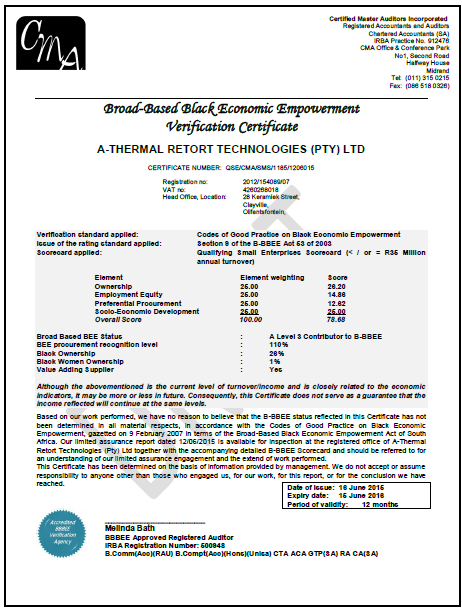 CMA
Certified Master Auditors Incorporated
Registered Accountants and Auditors
Chartered Accountants (SA)
IRBA Practice No. 912476
CMA Office & Conference Park
No1, Second Road
Halfway House
Midrand
Tel: (011) 315 0215
Fax: (086 518 0326)
Broad-Based Black Economic Empowerment
Verification Certificate
A-THERMAL RETORT TECHNOLOGIES (PTY) LTD
CERTIFICATE NUMBER: QSE/CMA/SMS/1185/1206015
Registration no: 2012/154089/07
VAT no: 4260268018
Head Office, Location: 28 Keramiek Street,
Clayville,
Olifantsfontein,
Verification standard applied: Codes of Good Practice on Black Economic Empowerment
Issue of the rating standard applied: Section 9 of the B-BBEE Act 53 of 2003
Scorecard applied: Qualifying Small Enterprises Scorecard (< / or = R35 Million
annual turnover)
Element Element weighting Score
Ownership 25.00 26.20
Employment Equity 25.00 14.86
Preferential Procurement 25.00 12.62
Socio-Economic Development 25.00 25.00
Overall Score 100.00 78.68
Broad Based BEE Status : A Level 3 Contributor to B-BBEE
BEE procurement recognition level : 110%
Black Ownership : 26%
Black Women Ownership : 1%
Value Adding Supplier : Yes
Although the abovementioned is the current level of turnover/income and is closely related to the economic
indicators, it may be more or less in future. Consequently, this Certificate does not serve as a guarantee that the
income reflected will continue at the same levels.
Based on our work performed, we have no reason to believe that the B-BBEE status reflected in this Certificate has not
been determined in all material respects, in accordance with the Codes of Good Practice on Black Economic
Empowerment, gazetted on 9 February 2007 in terms of the Broad-Based Black Economic Empowerment Act of South
Africa. Our limited assurance report dated 12/06/2015 is available for inspection at the registered office of A-Thermal
Retort Technologies (Pty) Ltd together with the accompanying detailed B-BBEE Scorecard and should be referred to for
an understanding of our limited assurance engagement and the extend of work performed.
This Certificate has been determined on the basis of information provided by management. We do not accept or assume
responsibility to anyone other than those who engaged us, for our work, for this report, or for the conclusion we have
reached.
Date of Issue: 16 June 2015
Expiry date: 15 June 2016
Period of validity: 12 months
Accredited
BBBEE
Verification
Agency
Melinda Bath
BBBEE Approved Registered Auditor
IRBA Registration Number: 500948
B.Comm(Acc)(RAU) B.Compt(Acc)(Hons)(Unisa) CTA ACA GTP(SA) RA CA(SA)